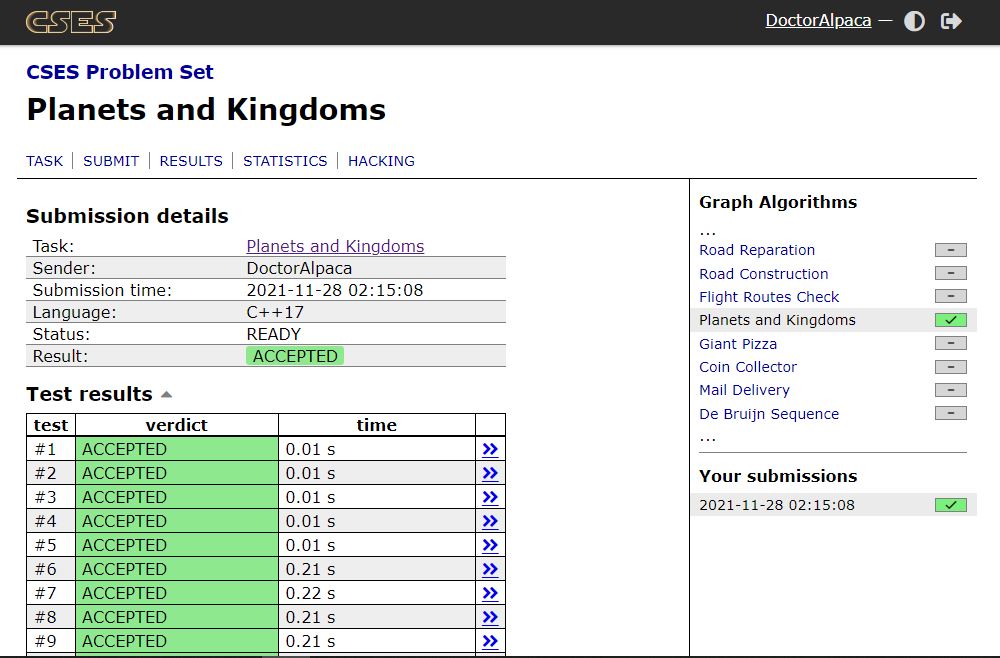 CSES
DoctorAlpaca —
CSES Problem Set
Planets and Kingdoms
TASK | SUBMIT | RESULTS | STATISTICS | HACKING
Submission details
Task: Planets and Kingdoms
Sender: DoctorAlpaca
Submission time: 2021-11-28 02:15:08
Language: C++17
Status: READY
Result: ACCEPTED
Test results
test verdict time
#1 ACCEPTED 0.01 s »
#2 ACCEPTED 0.01 s »
#3 ACCEPTED 0.01 s »
#4 ACCEPTED 0.01 s »
#5 ACCEPTED 0.01 s »
#6 ACCEPTED 0.21 s »
#7 ACCEPTED 0.22 s »
#8 ACCEPTED 0.21 s »
#9 ACCEPTED 0.21 s »
Graph Algorithms
...
Road Reparation –
Road Construction –
Flight Routes Check –
Planets and Kingdoms ✓
Giant Pizza –
Coin Collector –
Mail Delivery –
De Bruijn Sequence –
...
Your submissions
2021-11-28 02:15:08 ✓